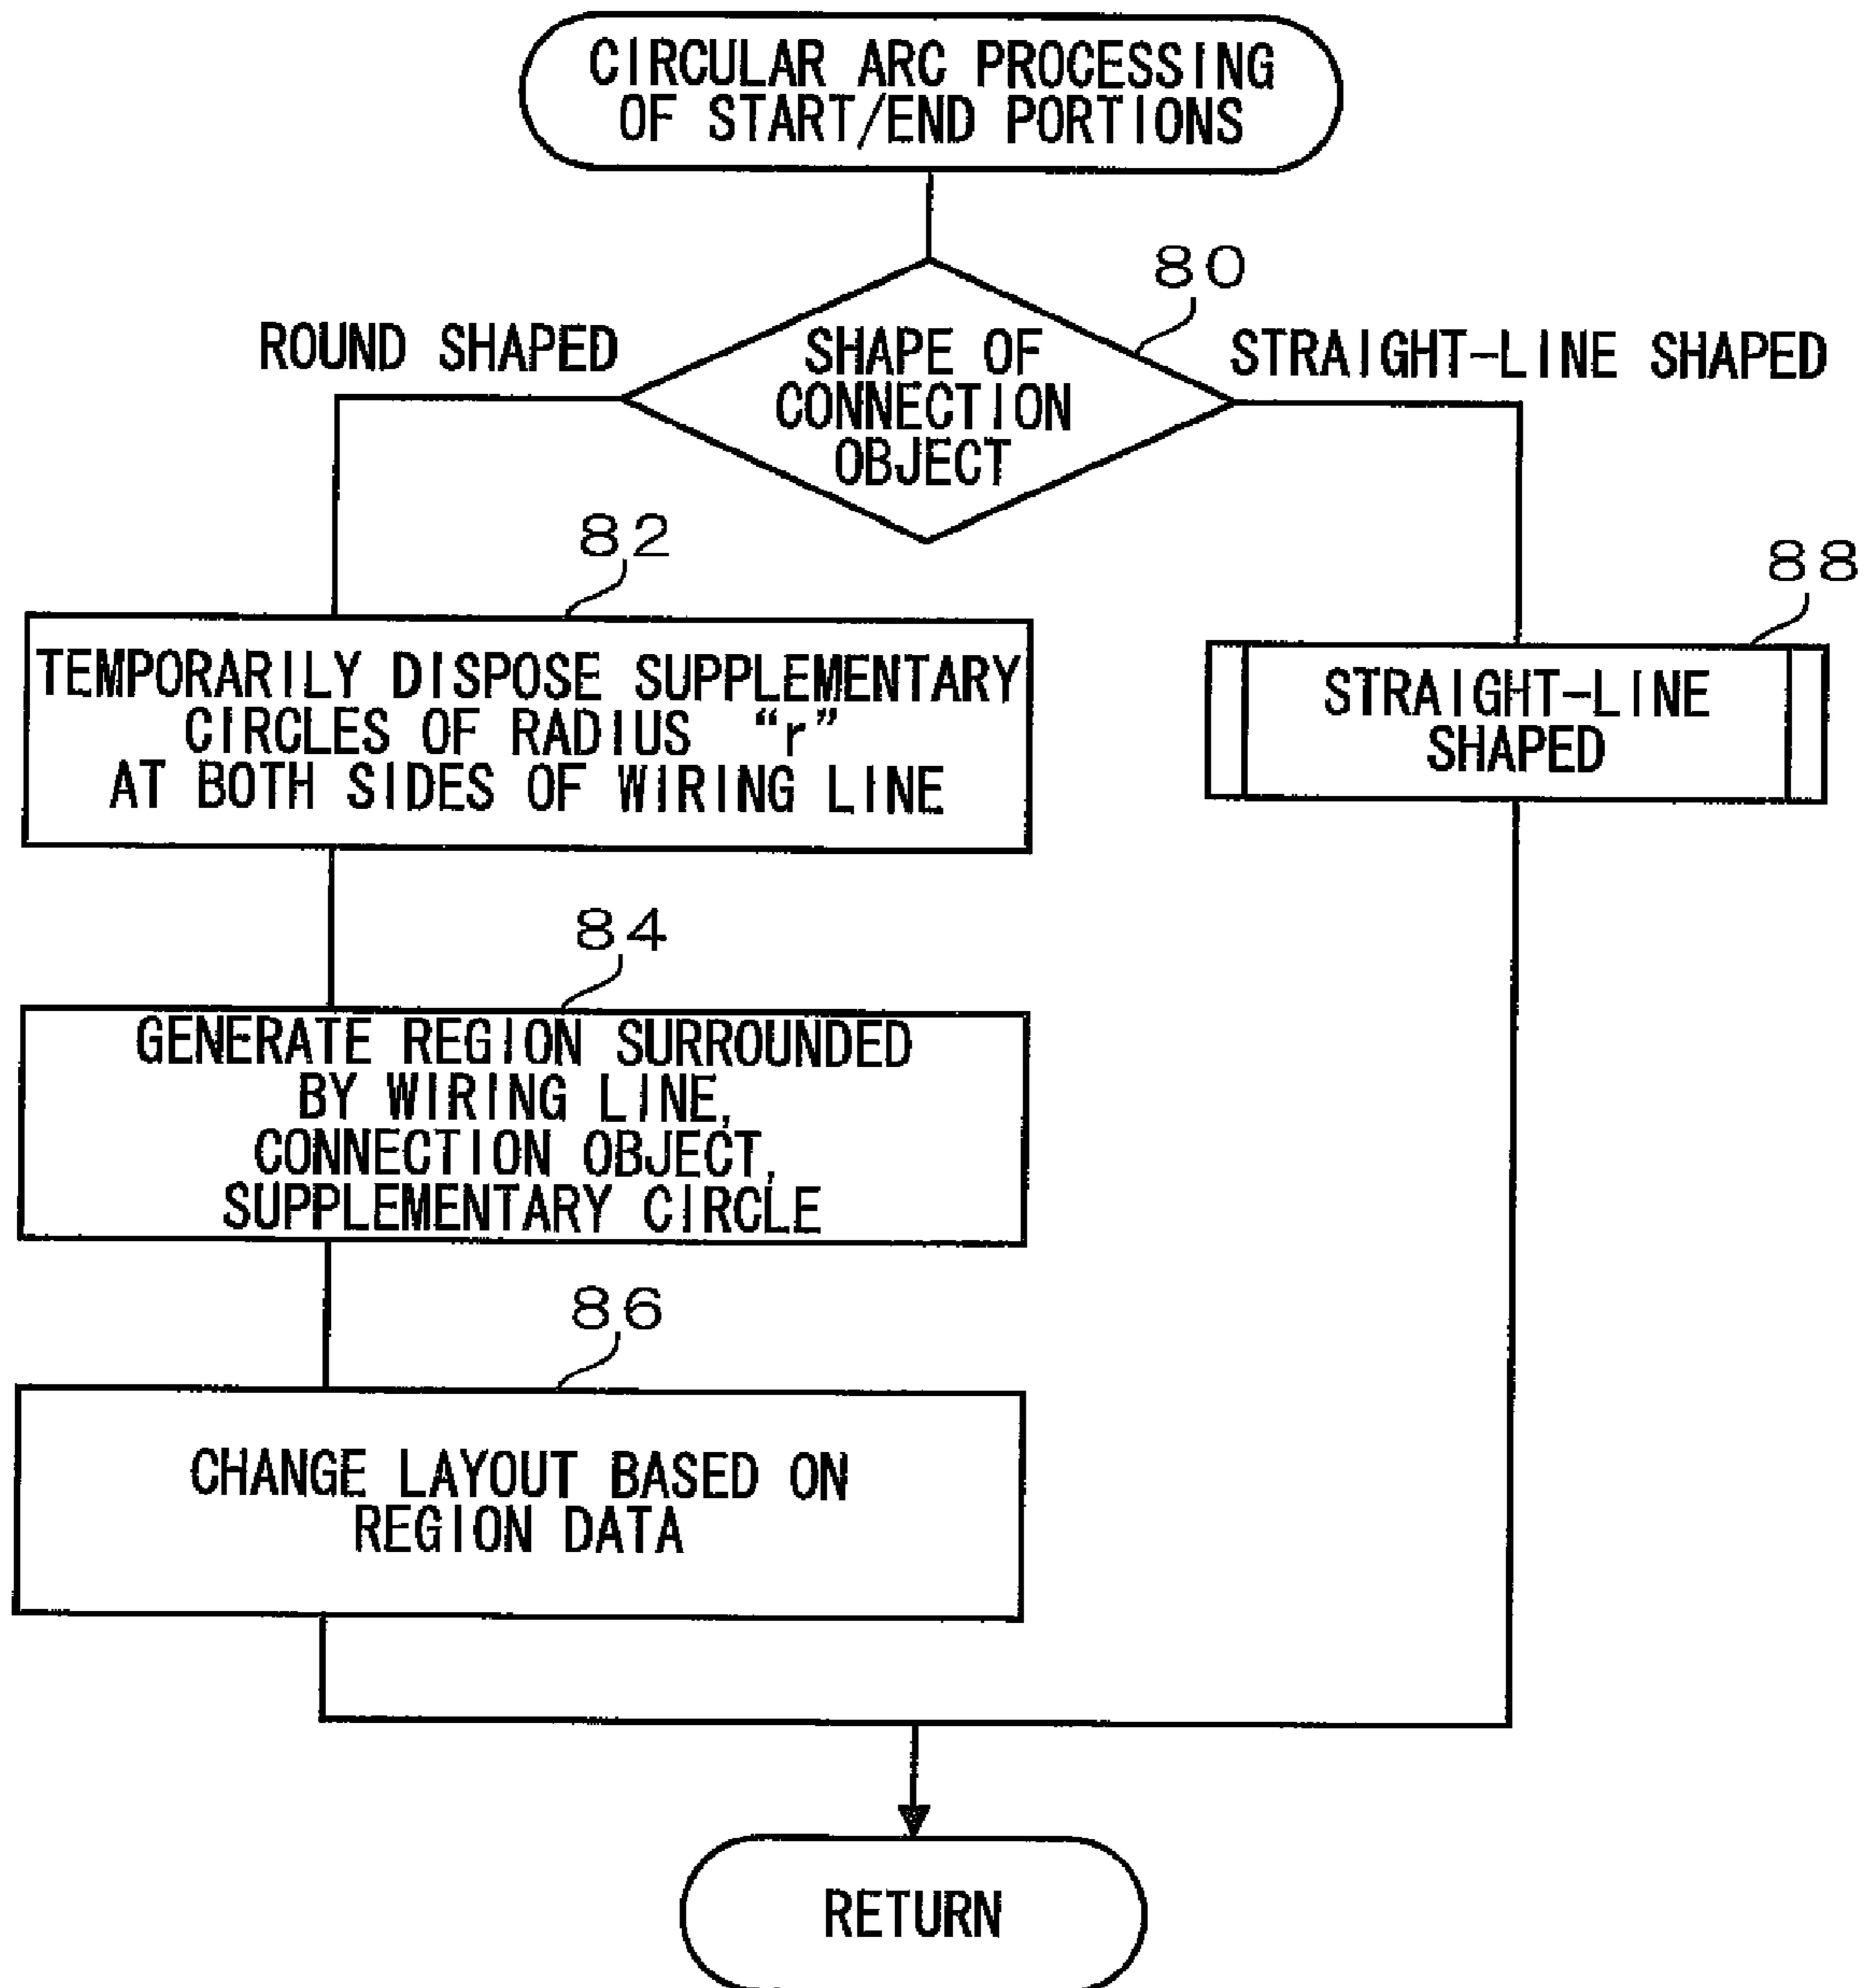 CIRCULAR ARC PROCESSING
OF START/END PORTIONS
80
ROUND SHAPED
SHAPE OF
CONNECTION
OBJECT
STRAIGHT-LINE SHAPED
82
TEMPORARILY DISPOSE SUPPLEMENTARY
CIRCLES OF RADIUS “r”
AT BOTH SIDES OF WIRING LINE
88
STRAIGHT-LINE
SHAPED
84
GENERATE REGION SURROUNDED
BY WIRING LINE,
CONNECTION OBJECT,
SUPPLEMENTARY CIRCLE
86
CHANGE LAYOUT BASED ON
REGION DATA
RETURN